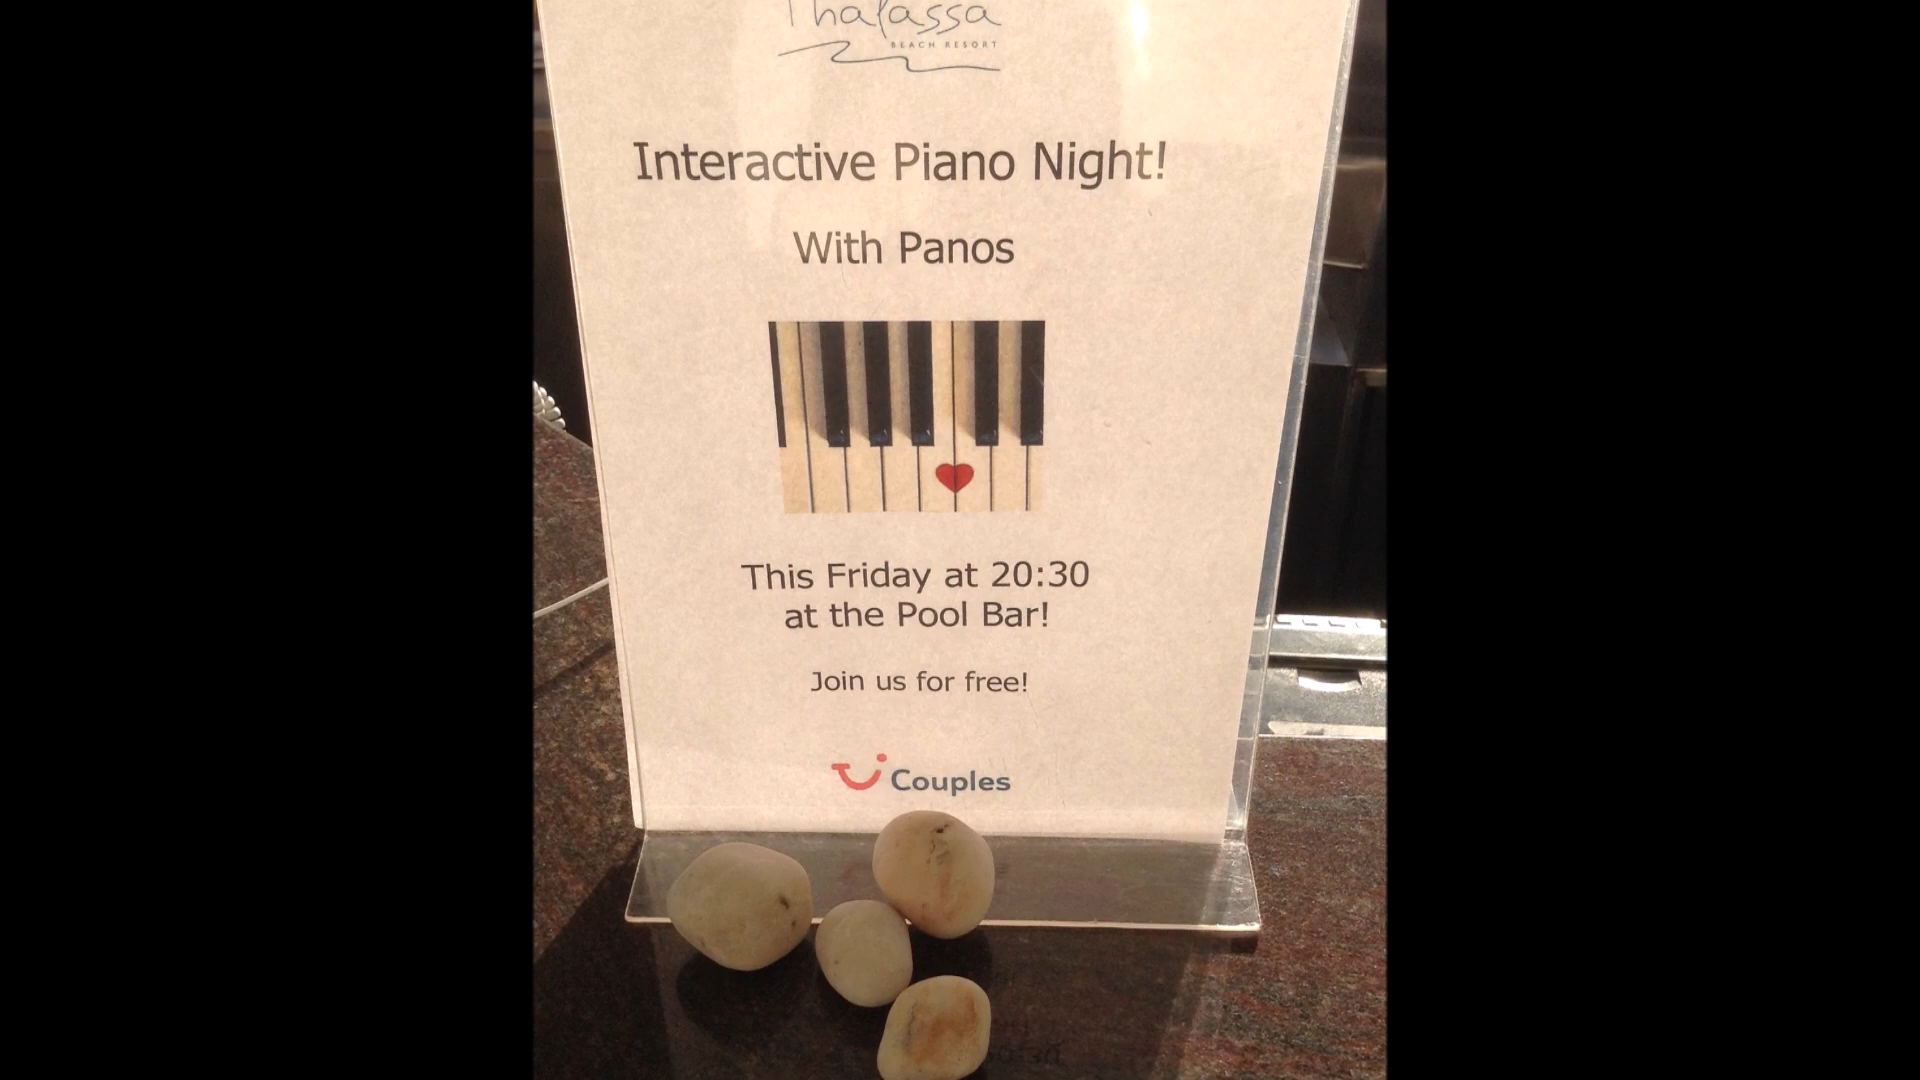 Thalassa
BEACH RESORT
Interactive Piano Night!
With Panos
This Friday at 20:30
at the Pool Bar!
Join us for free!
Couples